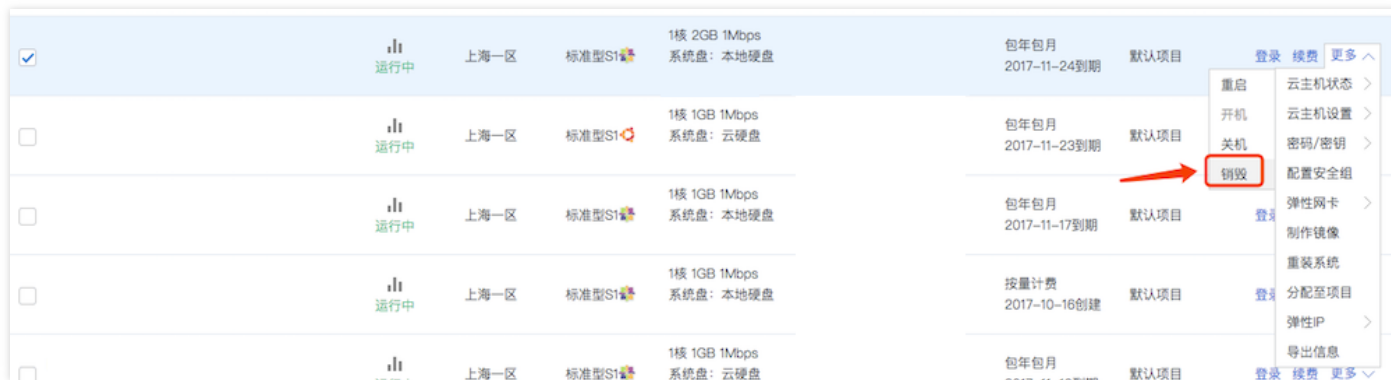 1核 2GB 1Mbps
运行中 上海一区 标准型S1 系统盘：本地硬盘 包年包月 2017-11-24到期 默认项目 登录 续费 更多
重启 云主机状态
开机 云主机设置
关机 密码/密钥
销毁 配置安全组
弹性网卡
制作镜像
重装系统
分配至项目
弹性IP
导出信息
1核 1GB 1Mbps
运行中 上海一区 标准型S1 系统盘：云硬盘 包年包月 2017-11-23到期 默认项目
1核 1GB 1Mbps
运行中 上海一区 标准型S1 系统盘：本地硬盘 包年包月 2017-11-17到期 默认项目 登录
1核 1GB 1Mbps
运行中 上海一区 标准型S1 系统盘：本地硬盘 按量计费 2017-10-16创建 默认项目 登录
1核 1GB 1Mbps
上海一区 标准型S1 系统盘：云硬盘 包年包月 默认项目 登录 续费 更多